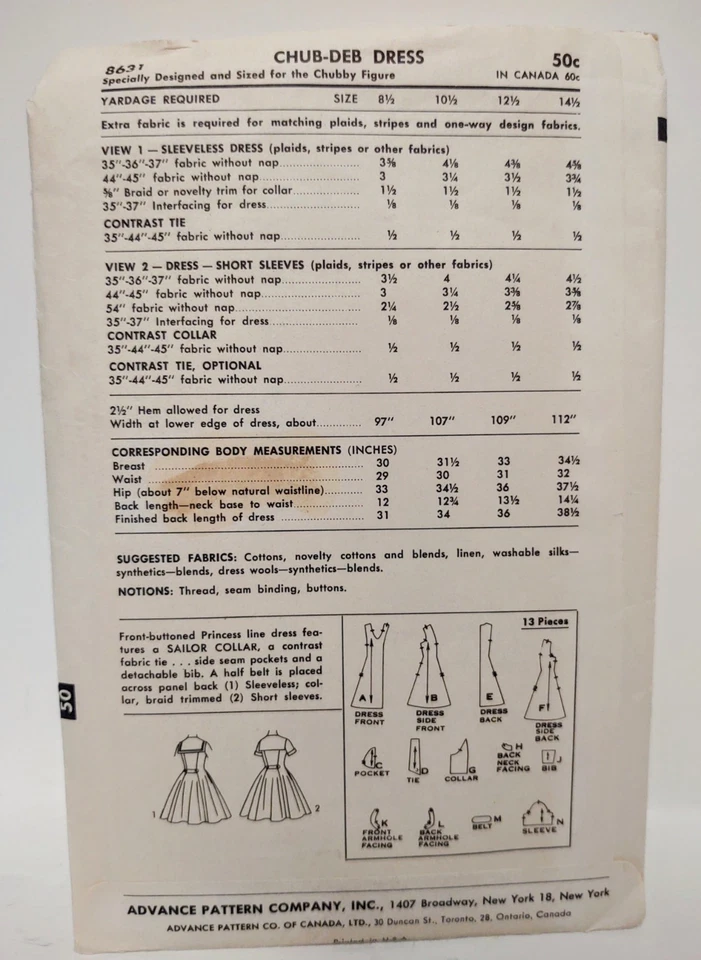 CHUB-DEB DRESS 50c
8631
Specially Designed and Sized for the Chubby Figure IN CANADA 60c
YARDAGE REQUIRED SIZE 8½ 10½ 12½ 14½
Extra fabric is required for matching plaids, stripes and one-way design fabrics.
VIEW 1 — SLEEVELESS DRESS (plaids, stripes or other fabrics)
35"-36"-37" fabric without nap 3⅜ 4⅛ 4⅜ 4⅝
44"-45" fabric without nap 3 3¼ 3½ 3¾
⅝" Braid or novelty trim for collar 1½ 1½ 1½ 1½
35"-37" Interfacing for dress ⅛ ⅛ ⅛ ⅛
CONTRAST TIE
35"-44"-45" fabric without nap ½ ½ ½ ½
VIEW 2 — DRESS — SHORT SLEEVES (plaids, stripes or other fabrics)
35"-36"-37" fabric without nap 3½ 4 4¼ 4½
44"-45" fabric without nap 3 3¼ 3⅜ 3⅝
54" fabric without nap 2¼ 2½ 2⅝ 2⅞
35"-37" Interfacing for dress ⅛ ⅛ ⅛ ⅛
CONTRAST COLLAR
35"-44"-45" fabric without nap ½ ½ ½ ½
CONTRAST TIE, OPTIONAL
35"-44"-45" fabric without nap ½ ½ ½ ½
2½" Hem allowed for dress
Width at lower edge of dress, about 97" 107" 109" 112"
CORRESPONDING BODY MEASUREMENTS (INCHES)
Breast 30 31½ 33 34½
Waist 29 30 31 32
Hip (about 7" below natural waistline) 33 34½ 36 37½
Back length—neck base to waist 12 12¾ 13½ 14¼
Finished back length of dress 31 34 36 38½
SUGGESTED FABRICS: Cottons, novelty cottons and blends, linen, washable silks—
synthetics—blends, dress wools—synthetics—blends.
NOTIONS: Thread, seam binding, buttons.
Front-buttoned Princess line dress fea-
tures a SAILOR COLLAR, a contrast
fabric tie . . . side seam pockets and a
detachable bib. A half belt is placed
across panel back (1) Sleeveless; col-
lar, braid trimmed (2) Short sleeves.
50
1 2
13 Pieces
A B E F
DRESS FRONT
DRESS SIDE FRONT
DRESS BACK
DRESS SIDE BACK
C POCKET
D TIE
G COLLAR
H BACK NECK FACING
J BIB
K FRONT ARMHOLE FACING
L BACK ARMHOLE FACING
M BELT
N SLEEVE
ADVANCE PATTERN COMPANY, INC., 1407 Broadway, New York 18, New York
ADVANCE PATTERN CO. OF CANADA, LTD., 30 Duncan St., Toronto, 28, Ontario, Canada
Printed in U.S.A.